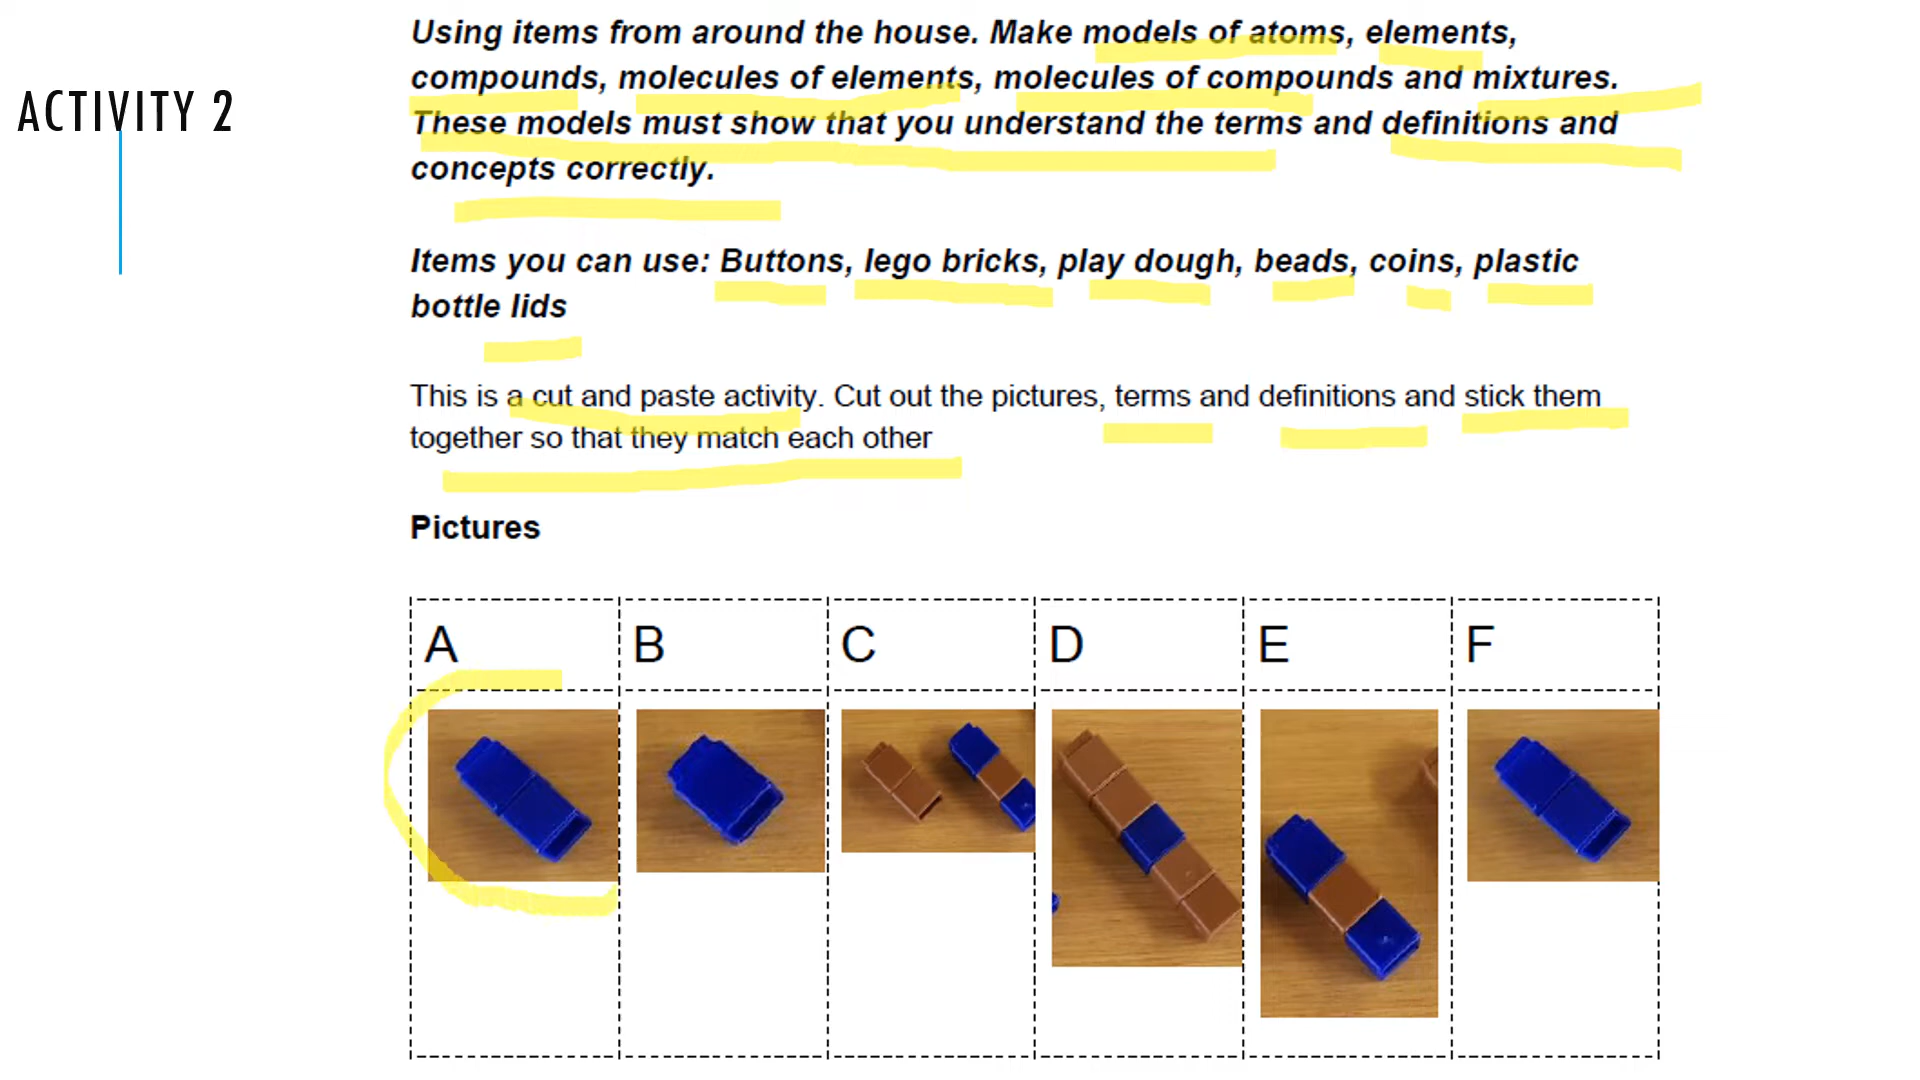 ACTIVITY 2
Using items from around the house. Make models of atoms, elements,
compounds, molecules of elements, molecules of compounds and mixtures.
These models must show that you understand the terms and definitions and
concepts correctly.
Items you can use: Buttons, lego bricks, play dough, beads, coins, plastic
bottle lids
This is a cut and paste activity. Cut out the pictures, terms and definitions and stick them
together so that they match each other
Pictures
A B C D E F